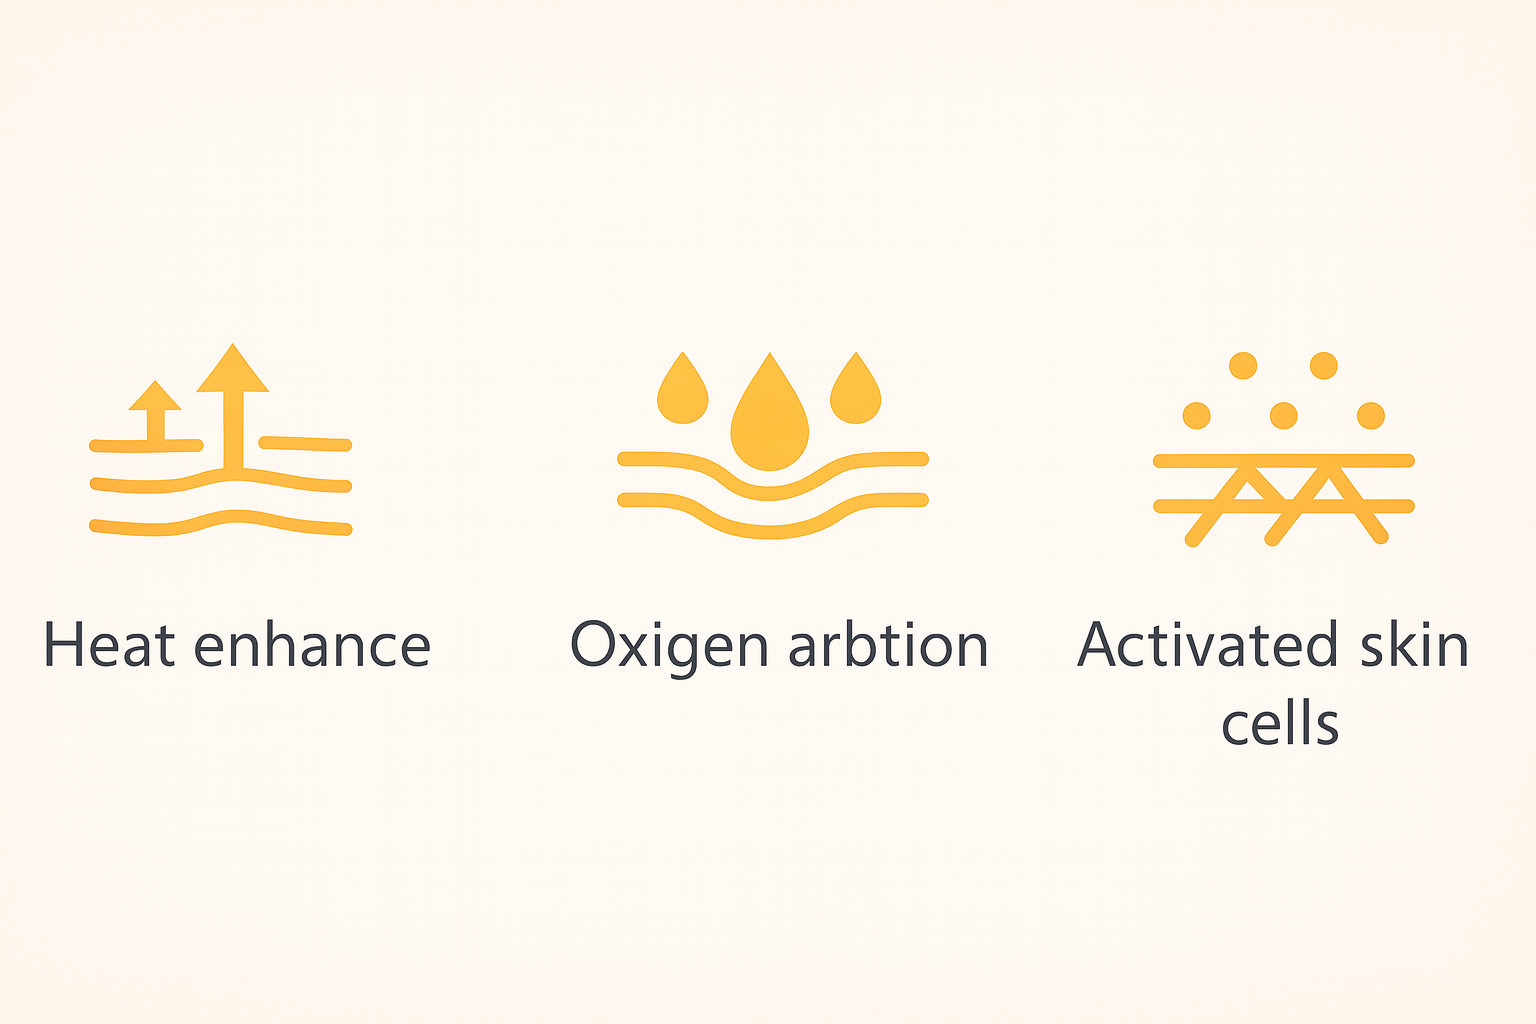 Heat enhance
Oxigen arbtion
Activated skin
cells